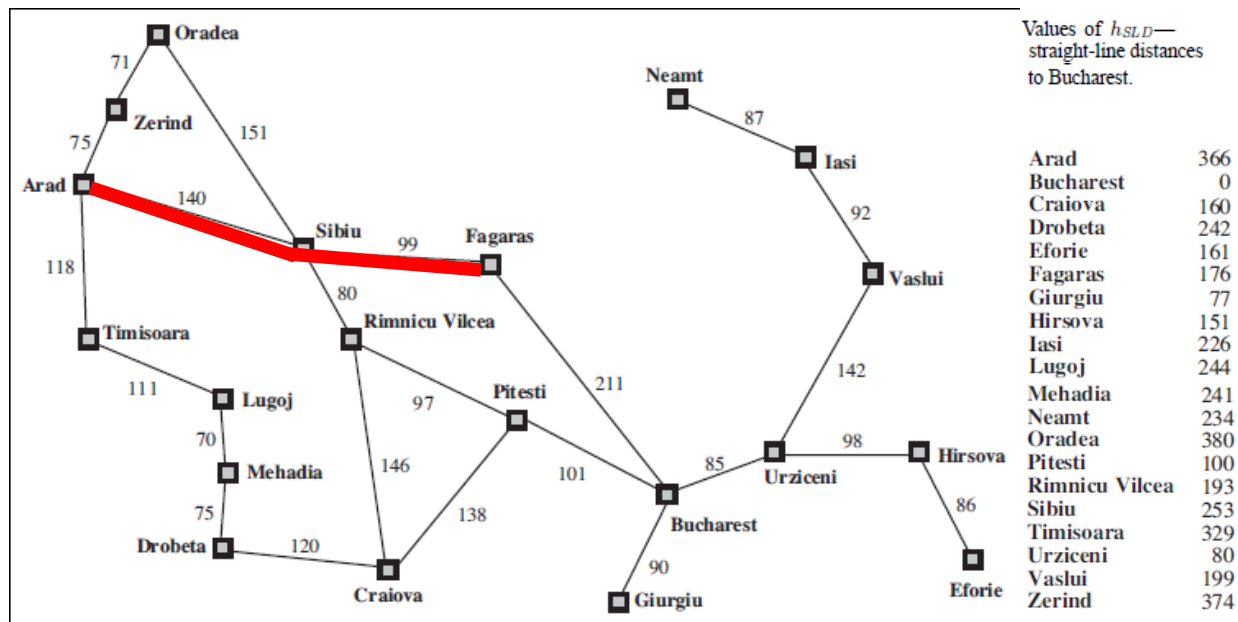 Oradea
71
Neamt
87
Zerind
151
75
Iasi
Arad
140
92
Sibiu
99
Fagaras
118
80
Vaslui
Timisoara
Rimnicu Vilcea
142
111
211
Pitesti
Lugoj
97
70
98
Hirsova
146
85
Urziceni
Mehadia
101
86
75
138
Bucharest
Drobeta
120
90
Craiova
Giurgiu
Eforie
Values of hSLD—
straight-line distances
to Bucharest.
Arad 366
Bucharest 0
Craiova 160
Drobeta 242
Eforie 161
Fagaras 176
Giurgiu 77
Hirsova 151
Iasi 226
Lugoj 244
Mehadia 241
Neamt 234
Oradea 380
Pitesti 100
Rimnicu Vilcea 193
Sibiu 253
Timisoara 329
Urziceni 80
Vaslui 199
Zerind 374